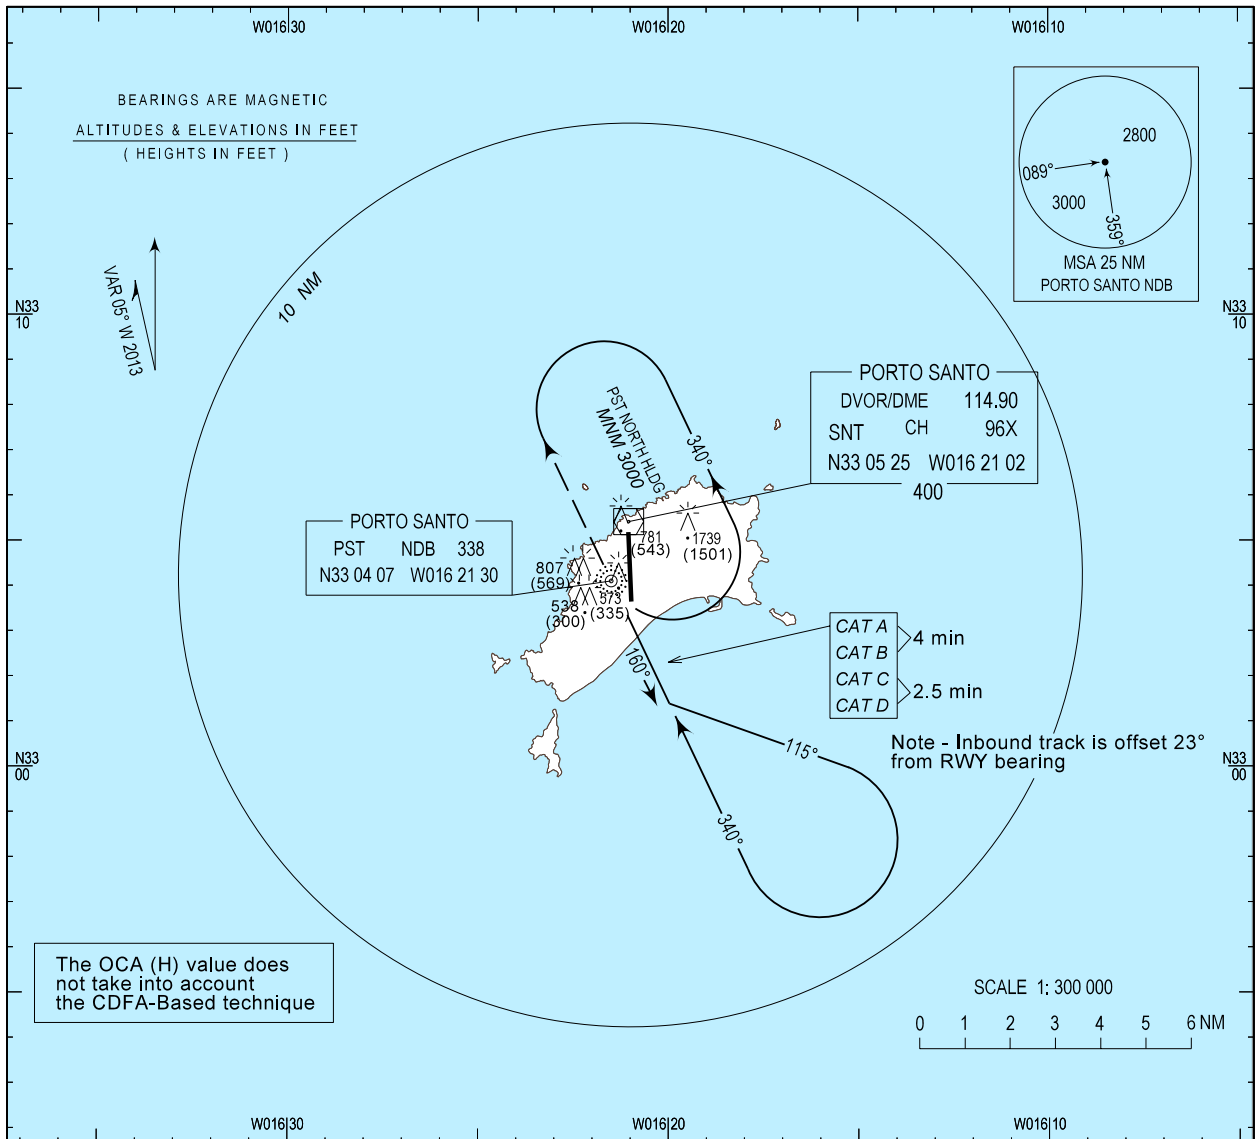 W016 30
W016 20
W016 10
BEARINGS ARE MAGNETIC
ALTITUDES & ELEVATIONS IN FEET
( HEIGHTS IN FEET )
VAR 05° W 2013
10 NM
2800
089°
3000
359°
MSA 25 NM
PORTO SANTO NDB
N33
10
N33
10
PORTO SANTO
DVOR/DME 114.90
SNT CH 96X
N33 05 25 W016 21 02
400
PST NORTH HLDG
MNM 3000
340°
PORTO SANTO
PST NDB 338
N33 04 07 W016 21 30
781
(543)
1739
(1501)
807
(569)
573
(335)
538
(300)
160°
CAT A
CAT B
4 min
CAT C
CAT D
2.5 min
115°
Note - Inbound track is offset 23°
from RWY bearing
N33
00
N33
00
340°
The OCA (H) value does
not take into account
the CDFA-Based technique
SCALE 1: 300 000
0 1 2 3 4 5 6 NM
W016 30
W016 20
W016 10